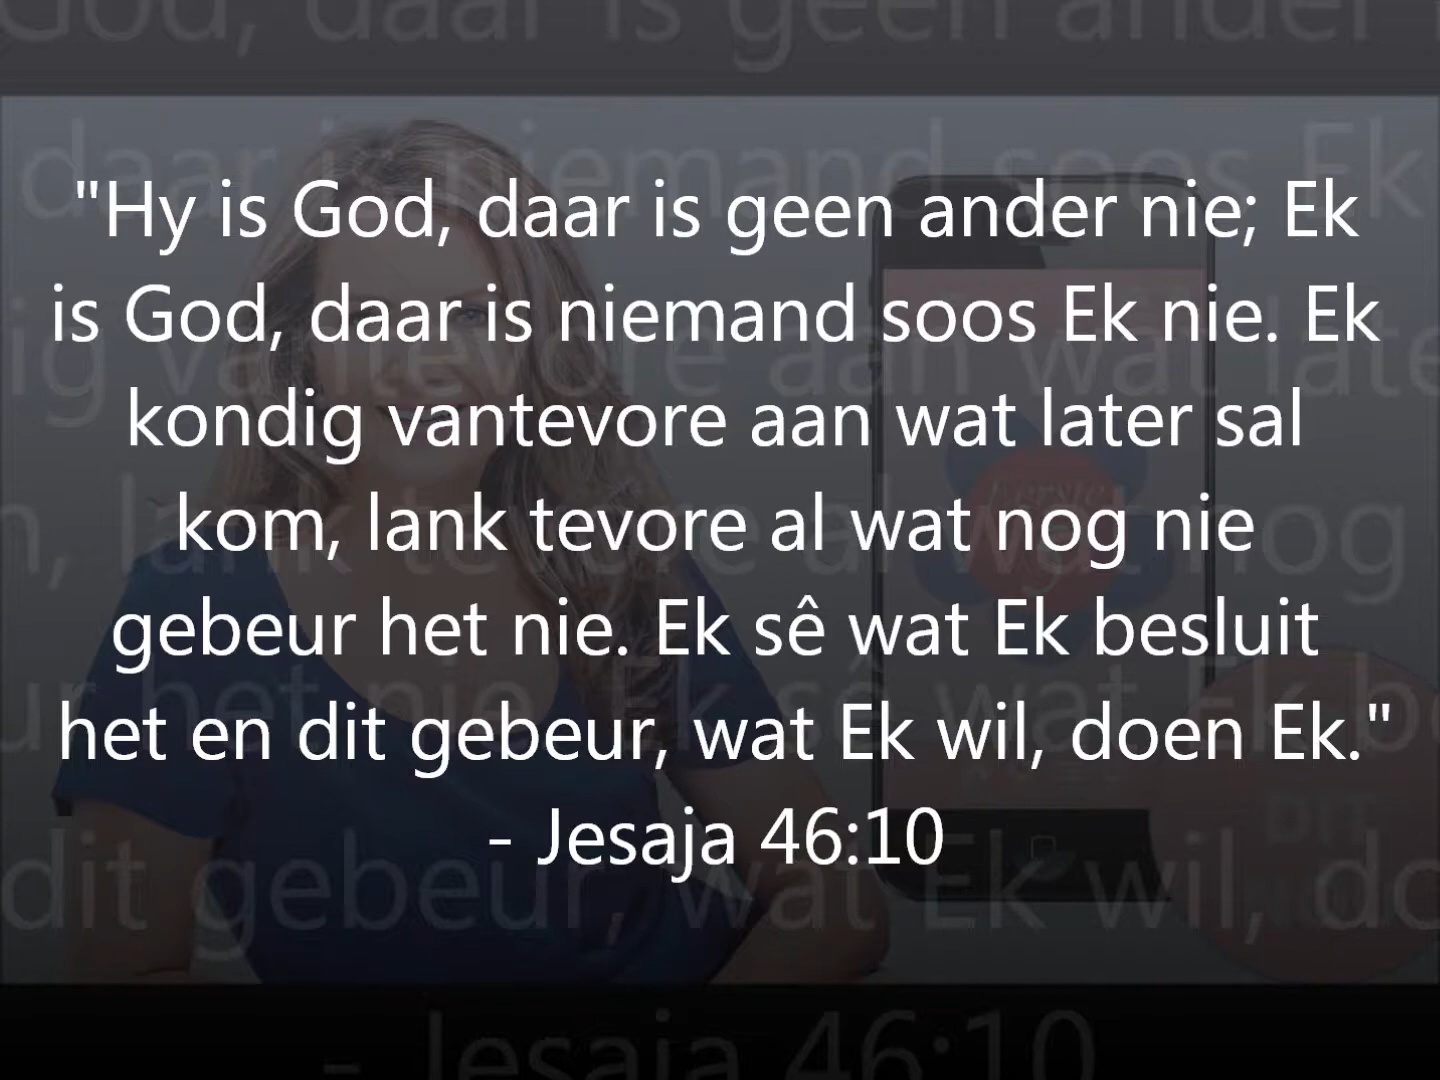 "Hy is God, daar is geen ander nie; Ek
is God, daar is niemand soos Ek nie. Ek
kondig vantevore aan wat later sal
kom, lank tevore al wat nog nie
gebeur het nie. Ek sê wat Ek besluit
het en dit gebeur, wat Ek wil, doen Ek."
- Jesaja 46:10